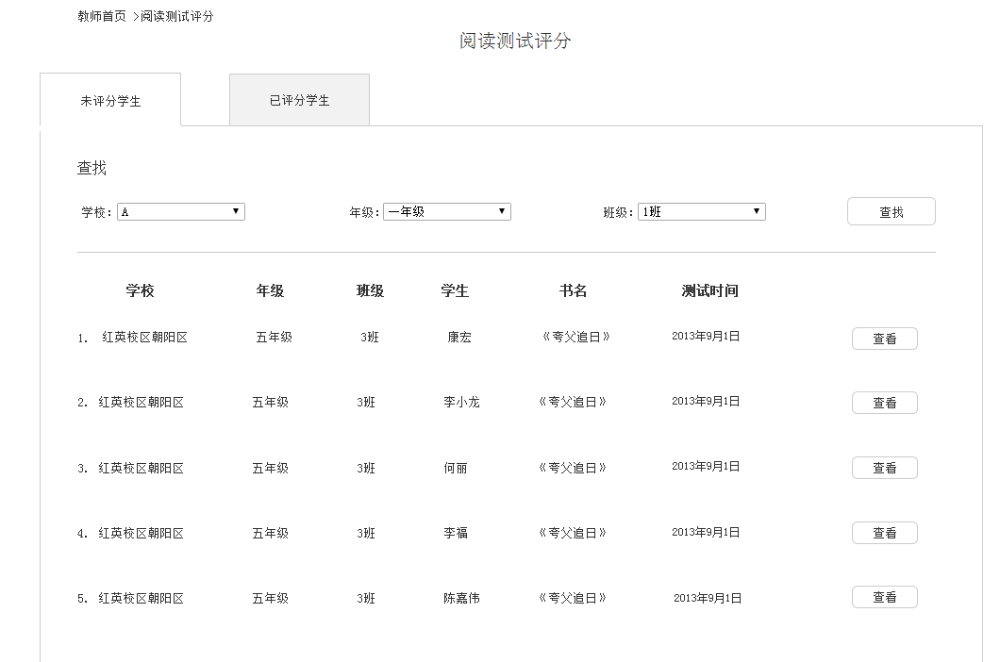 教师首页 >阅读测试评分
阅读测试评分
未评分学生 已评分学生
查找
学校: A 年级: 一年级 班级: 1班 查找
学校 年级 班级 学生 书名 测试时间
1. 红英校区朝阳区 五年级 3班 康宏 《夸父追日》 2013年9月1日 查看
2. 红英校区朝阳区 五年级 3班 李小龙 《夸父追日》 2013年9月1日 查看
3. 红英校区朝阳区 五年级 3班 何丽 《夸父追日》 2013年9月1日 查看
4. 红英校区朝阳区 五年级 3班 李福 《夸父追日》 2013年9月1日 查看
5. 红英校区朝阳区 五年级 3班 陈嘉伟 《夸父追日》 2013年9月1日 查看